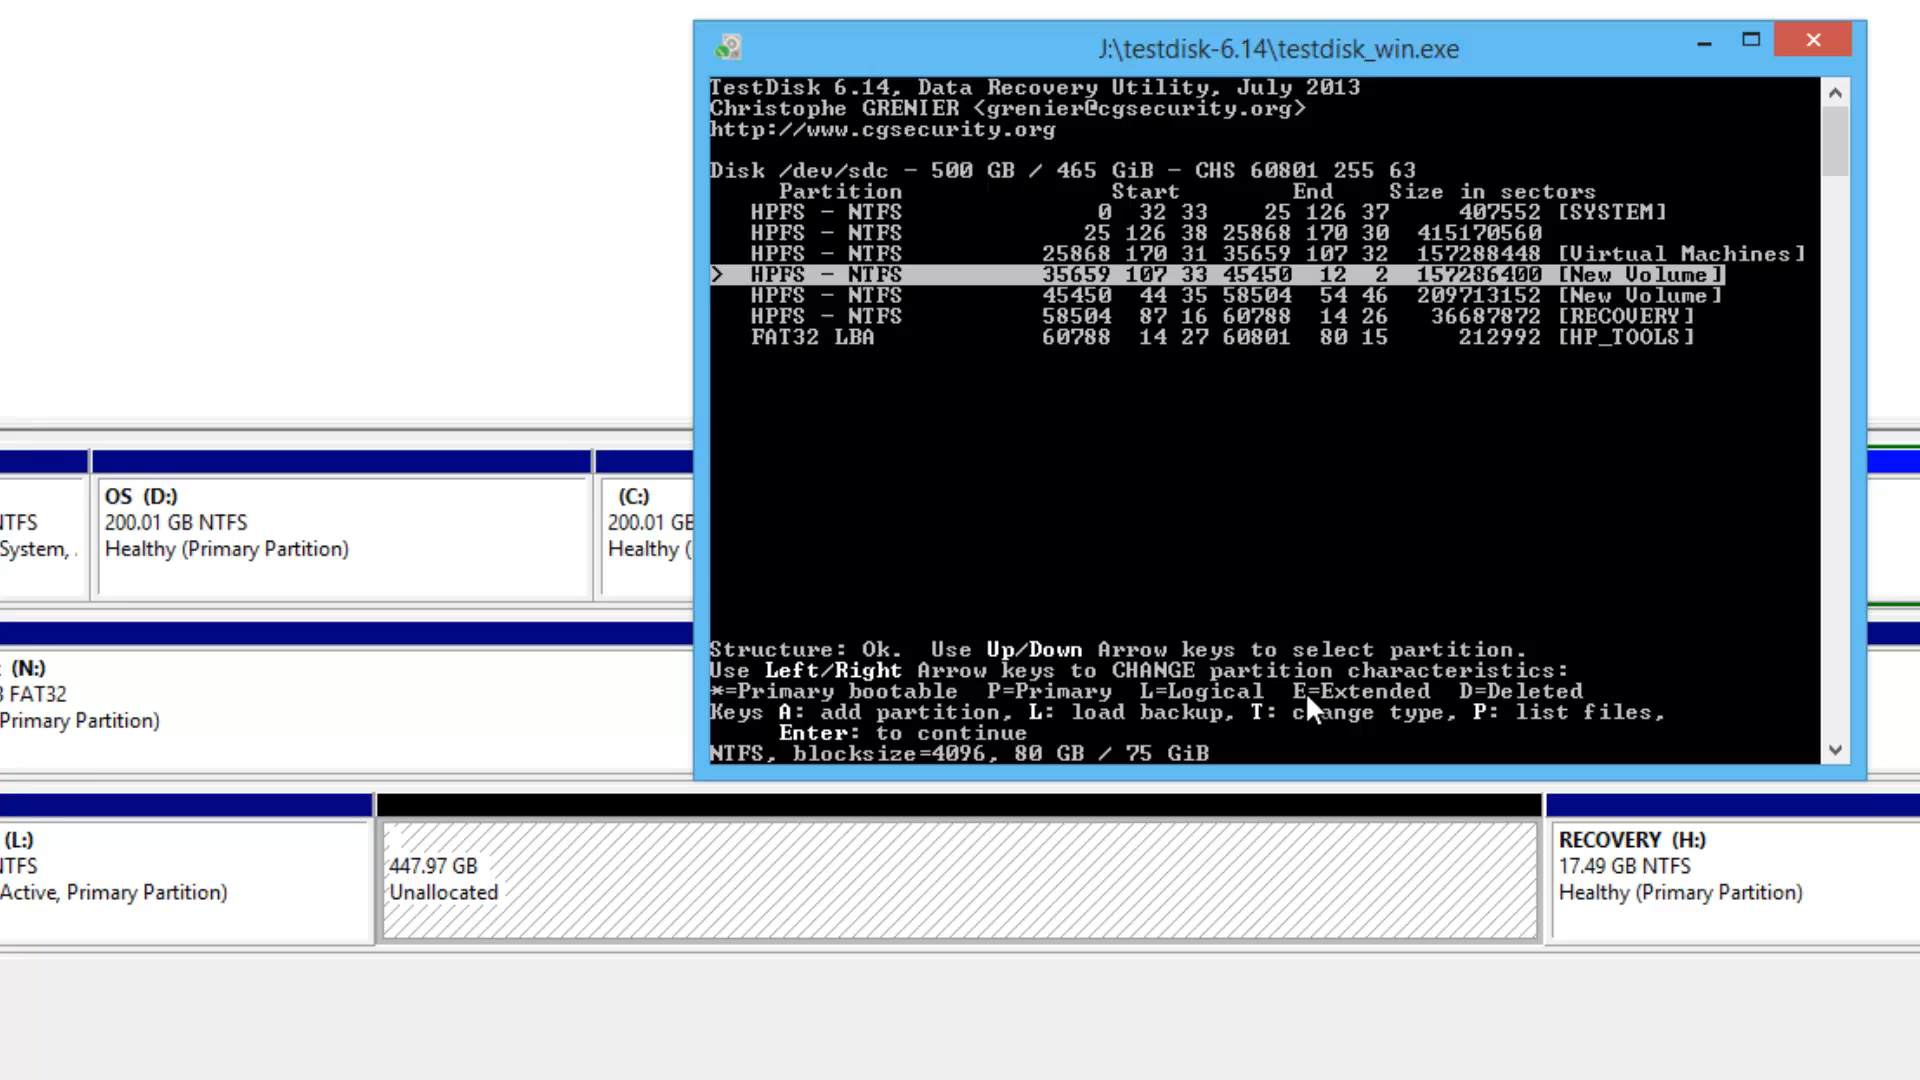 J:\testdisk-6.14\testdisk_win.exe
TestDisk 6.14, Data Recovery Utility, July 2013
Christophe GRENIER <grenier@cgsecurity.org>
http://www.cgsecurity.org
Disk /dev/sdc - 500 GB / 465 GiB - CHS 60801 255 63
Partition Start End Size in sectors
HPFS - NTFS 0 32 33 25 126 37 407552 [SYSTEM]
HPFS - NTFS 25 126 38 25868 170 30 415170560
HPFS - NTFS 25868 170 31 35659 107 32 157288448 [Virtual Machines]
> HPFS - NTFS 35659 107 33 45450 12 2 157286400 [New Volume]
HPFS - NTFS 45450 44 35 58504 54 46 209713152 [New Volume]
HPFS - NTFS 58504 87 16 60788 14 26 36687872 [RECOVERY]
FAT32 LBA 60788 14 27 60801 80 15 212992 [HP_TOOLS]
Structure: Ok. Use Up/Down Arrow keys to select partition.
Use Left/Right Arrow keys to CHANGE partition characteristics:
*=Primary bootable P=Primary L=Logical E=Extended D=Deleted
Keys A: add partition, L: load backup, T: change type, P: list files,
Enter: to continue
NTFS, blocksize=4096, 80 GB / 75 GiB
NTFS
System, .
OS (D:)
200.01 GB NTFS
Healthy (Primary Partition)
(C:)
200.01 GB
Healthy (
(N:)
FAT32
Primary Partition)
(L:)
NTFS
Active, Primary Partition)
447.97 GB
Unallocated
RECOVERY (H:)
17.49 GB NTFS
Healthy (Primary Partition)